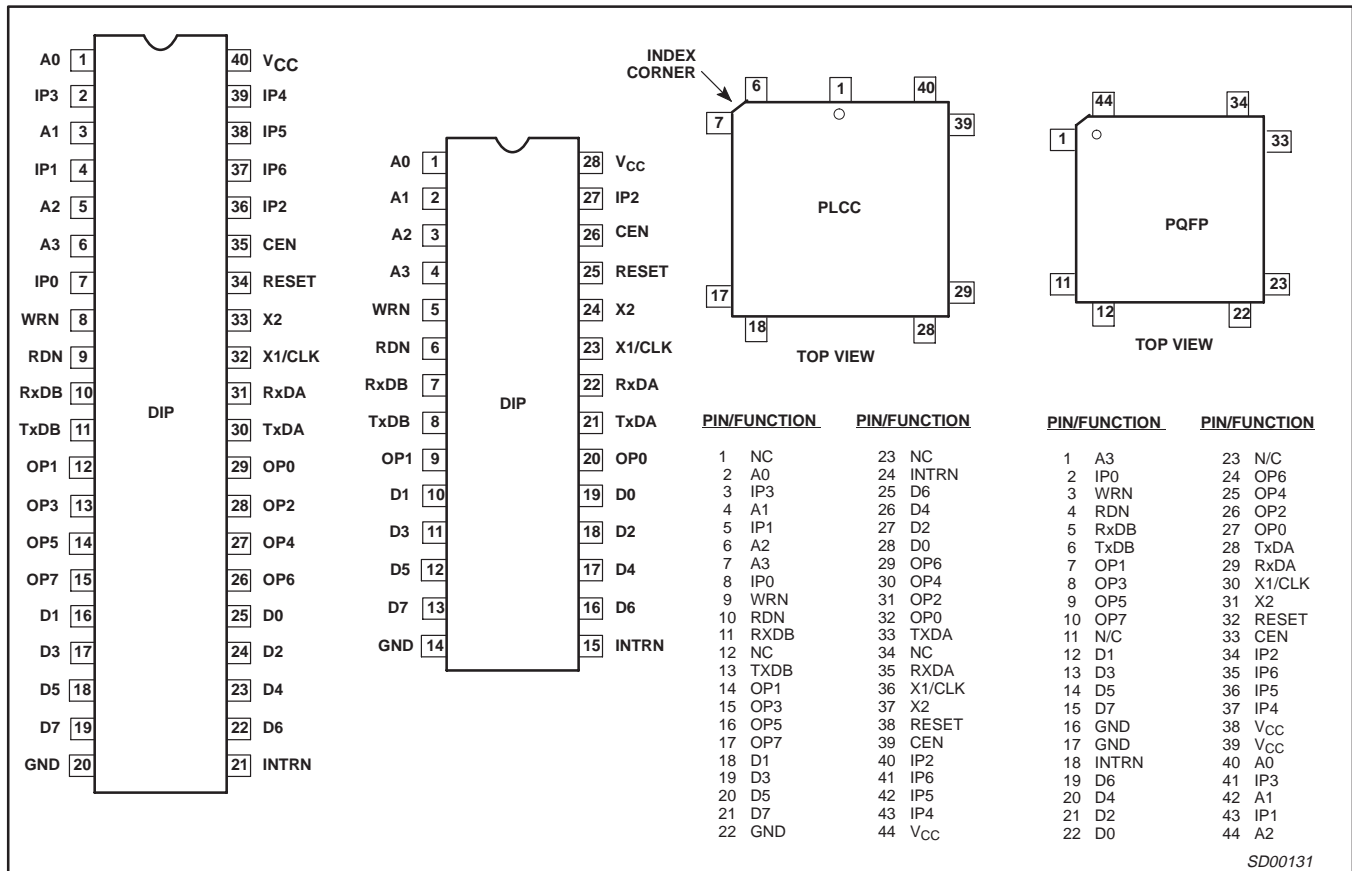 A0 1 40 VCC
IP3 2 39 IP4
A1 3 38 IP5
IP1 4 37 IP6
A2 5 36 IP2
A3 6 35 CEN
IP0 7 34 RESET
WRN 8 33 X2
RDN 9 32 X1/CLK
RxDB 10 31 RxDA
TxDB 11 30 TxDA
OP1 12 29 OP0
OP3 13 28 OP2
OP5 14 27 OP4
OP7 15 26 OP6
D1 16 25 D0
D3 17 24 D2
D5 18 23 D4
D7 19 22 D6
GND 20 21 INTRN
DIP
A0 1 28 VCC
A1 2 27 IP2
A2 3 26 CEN
A3 4 25 RESET
WRN 5 24 X2
RDN 6 23 X1/CLK
RxDB 7 22 RxDA
TxDB 8 21 TxDA
OP1 9 20 OP0
D1 10 19 D0
D3 11 18 D2
D5 12 17 D4
D7 13 16 D6
GND 14 15 INTRN
DIP
INDEX
CORNER
6 1 40
7 39
PLCC
17 29
18 28
TOP VIEW
44 34
1 33
PQFP
11 23
12 22
TOP VIEW
PIN/FUNCTION PIN/FUNCTION
1 NC 23 NC
2 A0 24 INTRN
3 IP3 25 D6
4 A1 26 D4
5 IP1 27 D2
6 A2 28 D0
7 A3 29 OP6
8 IP0 30 OP4
9 WRN 31 OP2
10 RDN 32 OP0
11 RXDB 33 TXDA
12 NC 34 NC
13 TXDB 35 RXDA
14 OP1 36 X1/CLK
15 OP3 37 X2
16 OP5 38 RESET
17 OP7 39 CEN
18 D1 40 IP2
19 D3 41 IP6
20 D5 42 IP5
21 D7 43 IP4
22 GND 44 VCC
PIN/FUNCTION PIN/FUNCTION
1 A3 23 N/C
2 IP0 24 OP6
3 WRN 25 OP4
4 RDN 26 OP2
5 RxDB 27 OP0
6 TxDB 28 TxDA
7 OP1 29 RxDA
8 OP3 30 X1/CLK
9 OP5 31 X2
10 OP7 32 RESET
11 N/C 33 CEN
12 D1 34 IP2
13 D3 35 IP6
14 D5 36 IP5
15 D7 37 IP4
16 GND 38 VCC
17 GND 39 VCC
18 INTRN 40 A0
19 D6 41 IP3
20 D4 42 A1
21 D2 43 IP1
22 D0 44 A2
SD00131